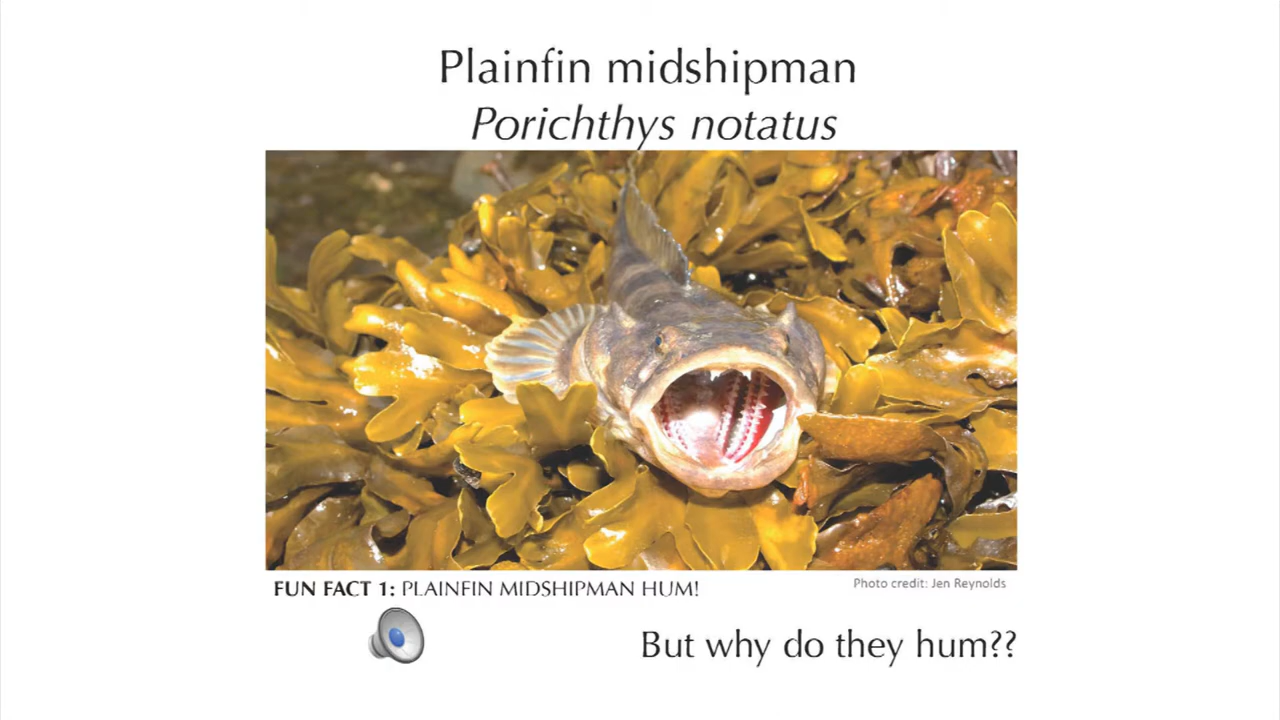 Plainfin midshipman
Porichthys notatus
FUN FACT 1: PLAINFIN MIDSHIPMAN HUM!
Photo credit: Jen Reynolds
But why do they hum??